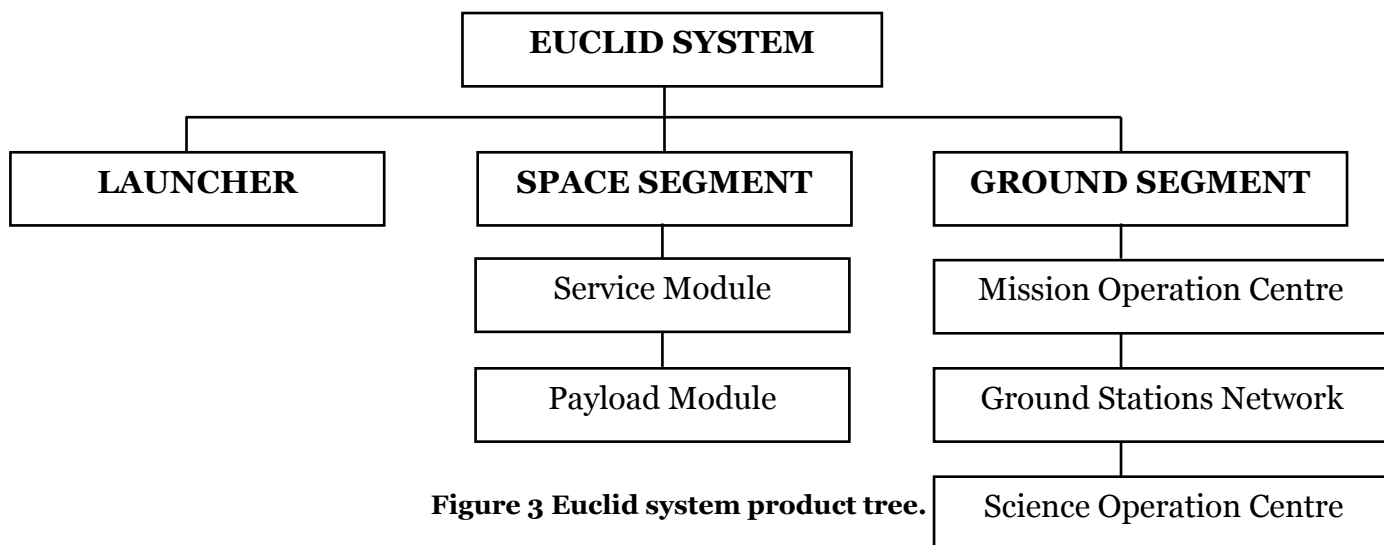 EUCLID SYSTEM
LAUNCHER
SPACE SEGMENT
GROUND SEGMENT
Service Module
Mission Operation Centre
Payload Module
Ground Stations Network
Figure 3 Euclid system product tree.
Science Operation Centre